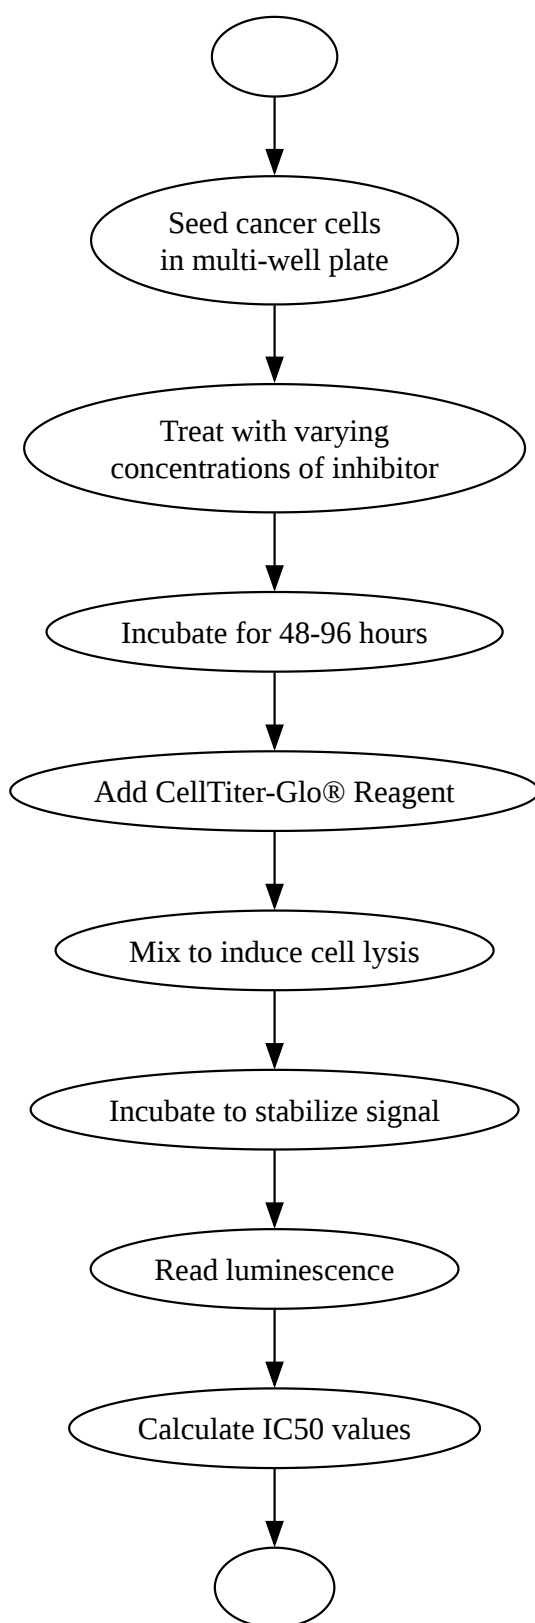 Seed cancer cells
in multi-well plate
Treat with varying
concentrations of inhibitor
Incubate for 48-96 hours
Add CellTiter-Glo® Reagent
Mix to induce cell lysis
Incubate to stabilize signal
Read luminescence
Calculate IC50 values